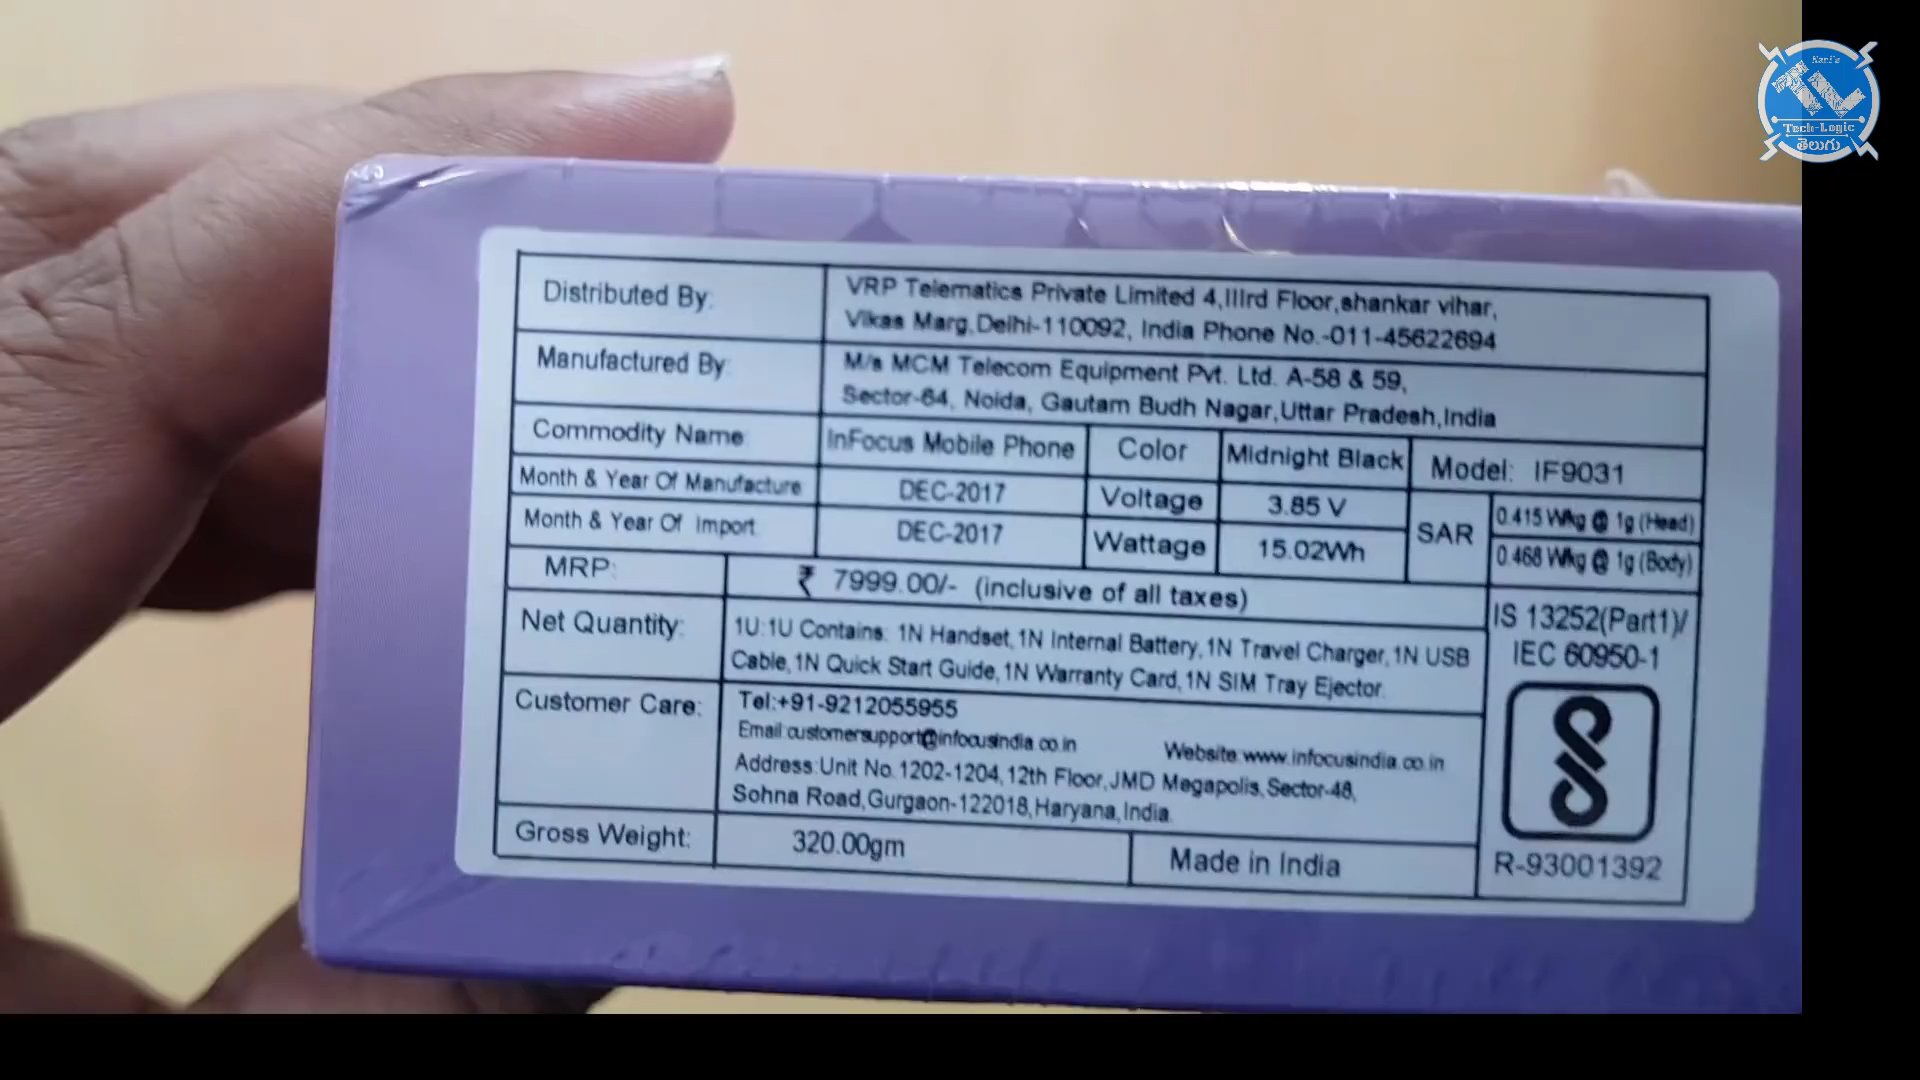 Ravi's
TL
Tech-Logic
తెలుగు
Distributed By:
VRP Telematics Private Limited 4,IIIrd Floor,shankar vihar,
Vikas Marg,Delhi-110092, India Phone No.-011-45622694
Manufactured By:
M/s MCM Telecom Equipment Pvt. Ltd. A-58 & 59,
Sector-64, Noida, Gautam Budh Nagar,Uttar Pradesh,India
Commodity Name
InFocus Mobile Phone
Color
Midnight Black
Model: IF9031
Month & Year Of Manufacture
DEC-2017
Voltage
3.85 V
SAR
0.415 W/kg @ 1g (Head)
Month & Year Of Import
DEC-2017
Wattage
15.02Wh
0.468 W/kg @ 1g (Body)
MRP:
₹ 7999.00/- (inclusive of all taxes)
IS 13252(Part1)/
IEC 60950-1
Net Quantity:
1U:1U Contains: 1N Handset,1N Internal Battery,1N Travel Charger,1N USB
Cable,1N Quick Start Guide,1N Warranty Card,1N SIM Tray Ejector.
Customer Care:
Tel:+91-9212055955
Email:customersupport@infocusindia.co.in Website:www.infocusindia.co.in
Address:Unit No.1202-1204,12th Floor,JMD Megapolis,Sector-48,
Sohna Road,Gurgaon-122018,Haryana,India.
Gross Weight:
320.00gm
Made in India
R-93001392